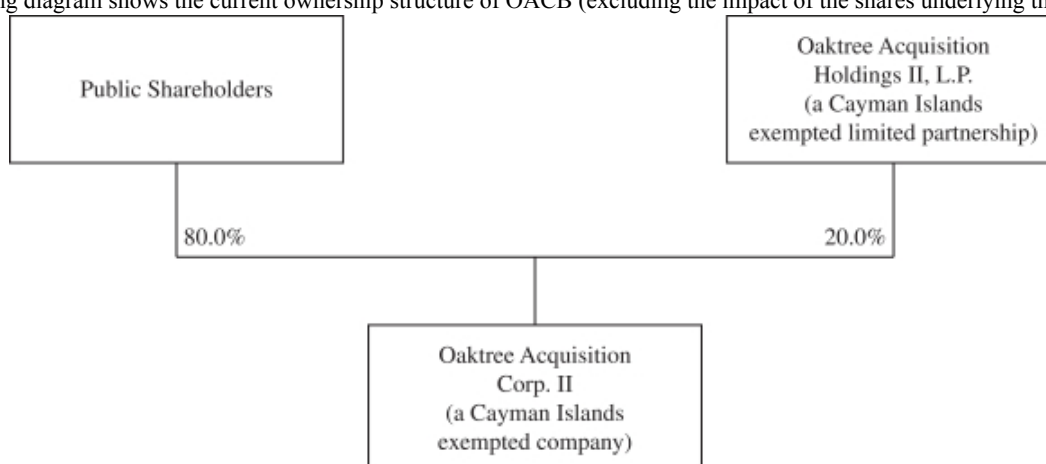 ng diagram shows the current ownership structure of OACB (excluding the impact of the shares underlying th
Public Shareholders
Oaktree Acquisition
Holdings II, L.P.
(a Cayman Islands
exempted limited partnership)
80.0%
20.0%
Oaktree Acquisition
Corp. II
(a Cayman Islands
exempted company)